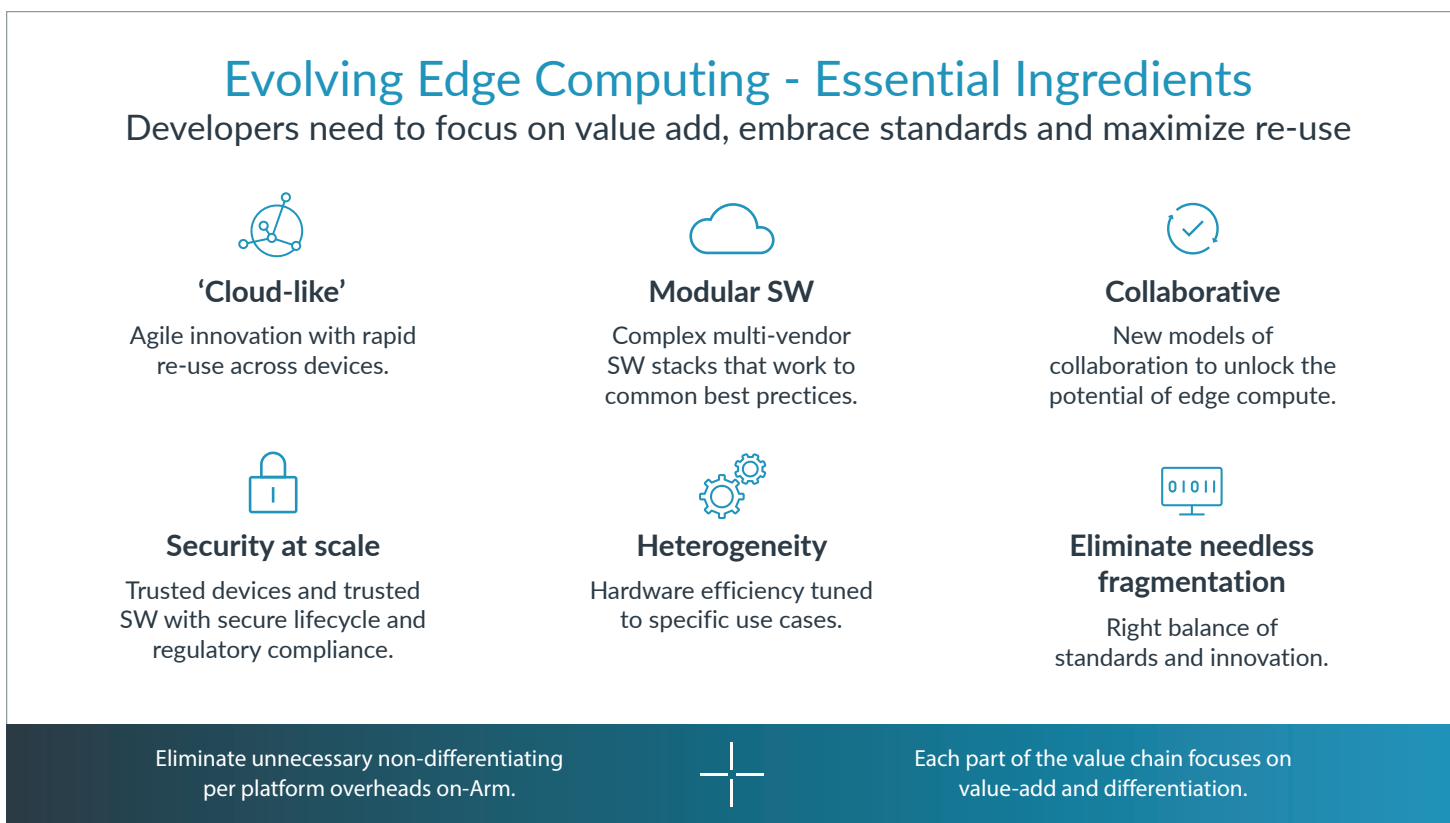 Evolving Edge Computing - Essential Ingredients
Developers need to focus on value add, embrace standards and maximize re-use
‘Cloud-like’
Agile innovation with rapid
re-use across devices.
Modular SW
Complex multi-vendor
SW stacks that work to
common best prectices.
Collaborative
New models of
collaboration to unlock the
potential of edge compute.
Security at scale
Trusted devices and trusted
SW with secure lifecycle and
regulatory compliance.
Heterogeneity
Hardware efficiency tuned
to specific use cases.
01011
Eliminate needless
fragmentation
Right balance of
standards and innovation.
Eliminate unnecessary non-differentiating
per platform overheads on-Arm.
Each part of the value chain focuses on
value-add and differentiation.